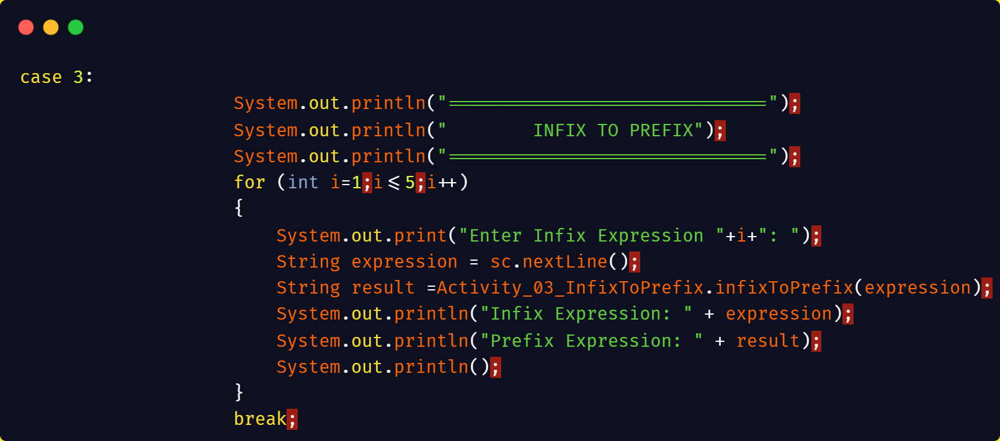 case 3:
                    System.out.println("==============================");
                    System.out.println("        INFIX TO PREFIX");
                    System.out.println("==============================");
                    for (int i=1;i<=5;i++)
                    {
                        System.out.print("Enter Infix Expression "+i+": ");
                        String expression = sc.nextLine();
                        String result =Activity_03_InfixToPrefix.infixToPrefix(expression);
                        System.out.println("Infix Expression: " + expression);
                        System.out.println("Prefix Expression: " + result);
                        System.out.println();
                    }
                    break;